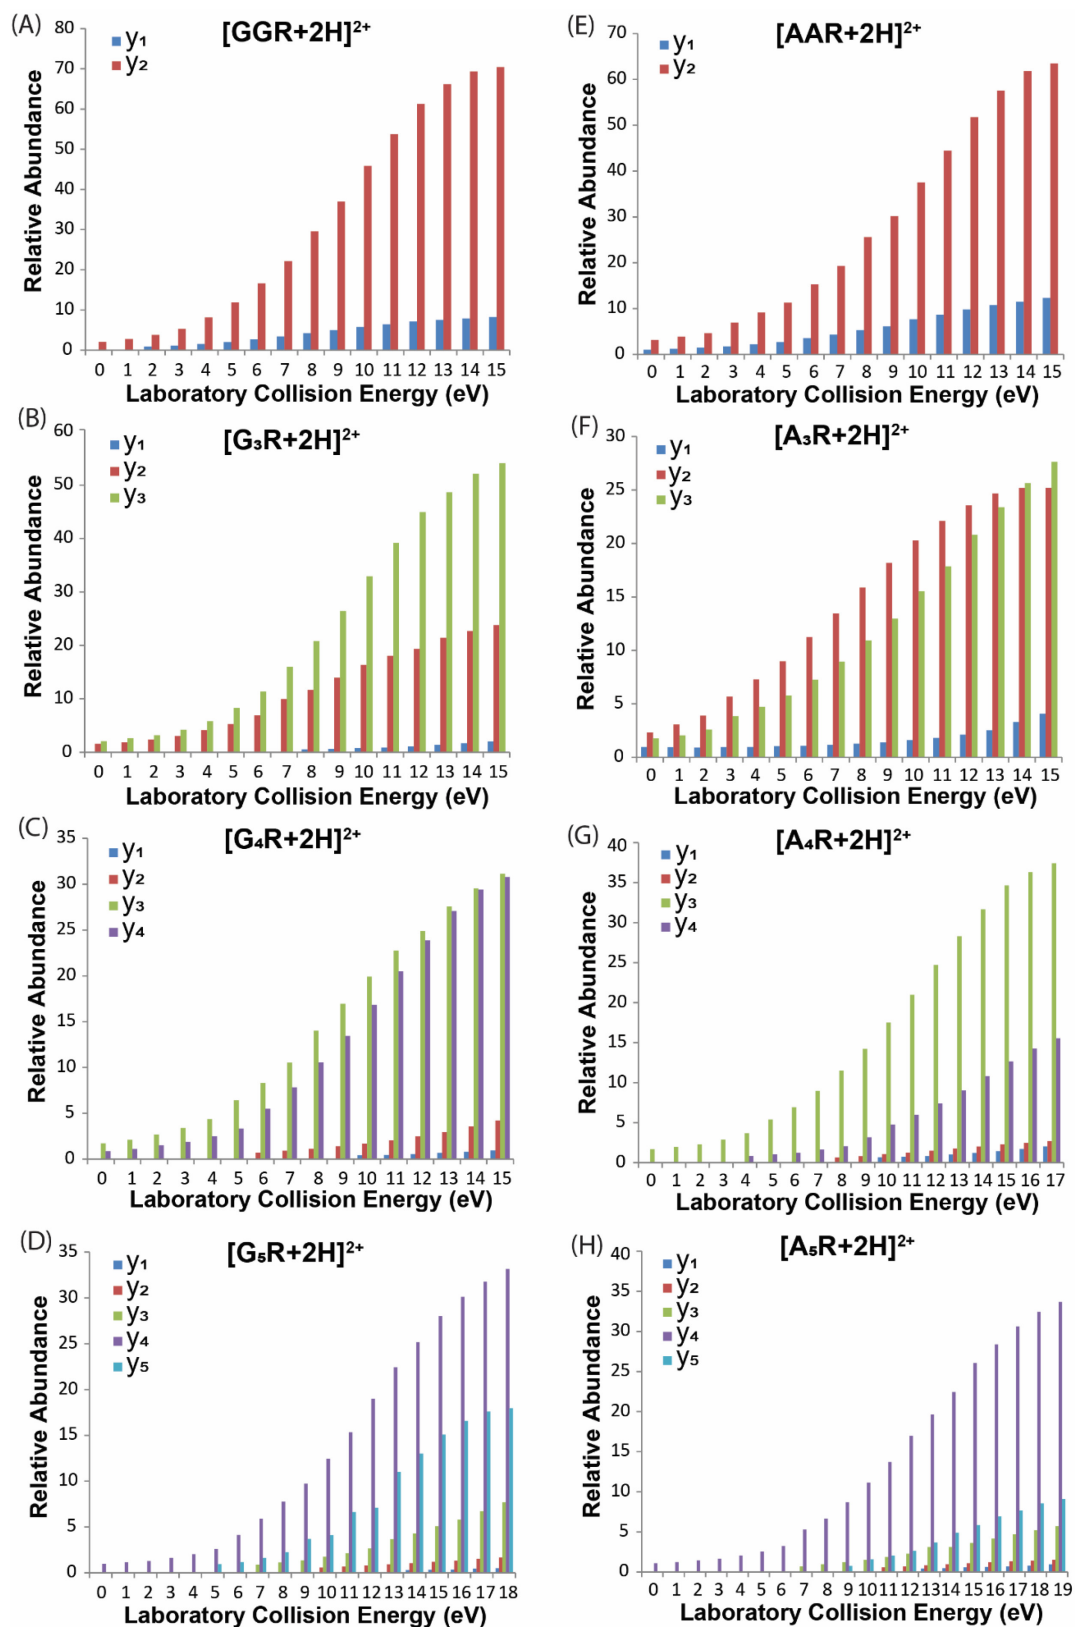 (A)
[GGR+2H]²⁺
y₁
y₂
Relative Abundance
80
70
60
50
40
30
20
10
0
0 1 2 3 4 5 6 7 8 9 10 11 12 13 14 15
Laboratory Collision Energy (eV)
(E)
[AAR+2H]²⁺
y₁
y₂
Relative Abundance
70
60
50
40
30
20
10
0
0 1 2 3 4 5 6 7 8 9 10 11 12 13 14 15
Laboratory Collision Energy (eV)
(B)
[G₃R+2H]²⁺
y₁
y₂
y₃
Relative Abundance
60
50
40
30
20
10
0
0 1 2 3 4 5 6 7 8 9 10 11 12 13 14 15
Laboratory Collision Energy (eV)
(F)
[A₃R+2H]²⁺
y₁
y₂
y₃
Relative Abundance
30
25
20
15
10
5
0
0 1 2 3 4 5 6 7 8 9 10 11 12 13 14 15
Laboratory Collision Energy (eV)
(C)
[G₄R+2H]²⁺
y₁
y₂
y₃
y₄
Relative Abundance
35
30
25
20
15
10
5
0
0 1 2 3 4 5 6 7 8 9 10 11 12 13 14 15
Laboratory Collision Energy (eV)
(G)
[A₄R+2H]²⁺
y₁
y₂
y₃
y₄
Relative Abundance
40
35
30
25
20
15
10
5
0
0 1 2 3 4 5 6 7 8 9 10 11 12 13 14 15 16 17
Laboratory Collision Energy (eV)
(D)
[G₅R+2H]²⁺
y₁
y₂
y₃
y₄
y₅
Relative Abundance
35
30
25
20
15
10
5
0
0 1 2 3 4 5 6 7 8 9 10 11 12 13 14 15 16 17 18
Laboratory Collision Energy (eV)
(H)
[A₅R+2H]²⁺
y₁
y₂
y₃
y₄
y₅
Relative Abundance
40
35
30
25
20
15
10
5
0
0 1 2 3 4 5 6 7 8 9 10 11 12 13 14 15 16 17 18 19
Laboratory Collision Energy (eV)